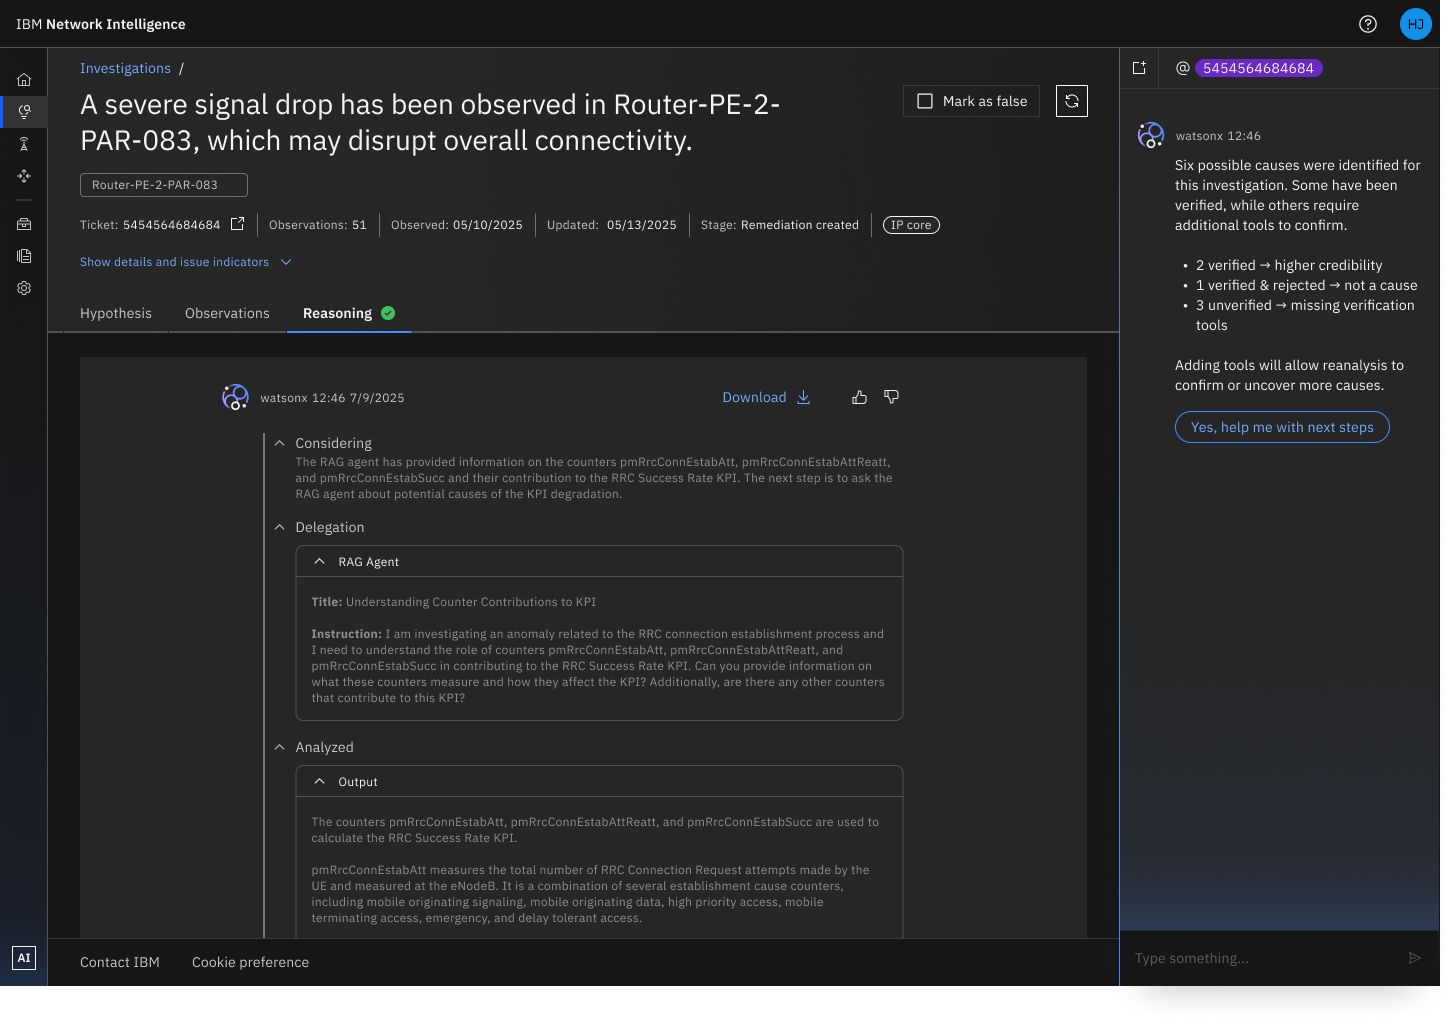 IBM Network Intelligence
HJ
Investigations /
A severe signal drop has been observed in Router-PE-2-
PAR-083, which may disrupt overall connectivity.
Mark as false
Router-PE-2-PAR-083
Ticket: 5454564684684
Observations: 51
Observed: 05/10/2025
Updated: 05/13/2025
Stage: Remediation created
IP core
Show details and issue indicators
Hypothesis
Observations
Reasoning
watsonx 12:46 7/9/2025
Download
Considering
The RAG agent has provided information on the counters pmRrcConnEstabAtt, pmRrcConnEstabAttReatt,
and pmRrcConnEstabSucc and their contribution to the RRC Success Rate KPI. The next step is to ask the
RAG agent about potential causes of the KPI degradation.
Delegation
RAG Agent
Title: Understanding Counter Contributions to KPI
Instruction: I am investigating an anomaly related to the RRC connection establishment process and
I need to understand the role of counters pmRrcConnEstabAtt, pmRrcConnEstabAttReatt, and
pmRrcConnEstabSucc in contributing to the RRC Success Rate KPI. Can you provide information on
what these counters measure and how they affect the KPI? Additionally, are there any other counters
that contribute to this KPI?
Analyzed
Output
The counters pmRrcConnEstabAtt, pmRrcConnEstabAttReatt, and pmRrcConnEstabSucc are used to
calculate the RRC Success Rate KPI.
pmRrcConnEstabAtt measures the total number of RRC Connection Request attempts made by the
UE and measured at the eNodeB. It is a combination of several establishment cause counters,
including mobile originating signaling, mobile originating data, high priority access, mobile
terminating access, emergency, and delay tolerant access.
AI
Contact IBM
Cookie preference
@ 5454564684684
watsonx 12:46
Six possible causes were identified for
this investigation. Some have been
verified, while others require
additional tools to confirm.
• 2 verified → higher credibility
• 1 verified & rejected → not a cause
• 3 unverified → missing verification
tools
Adding tools will allow reanalysis to
confirm or uncover more causes.
Yes, help me with next steps
Type something...